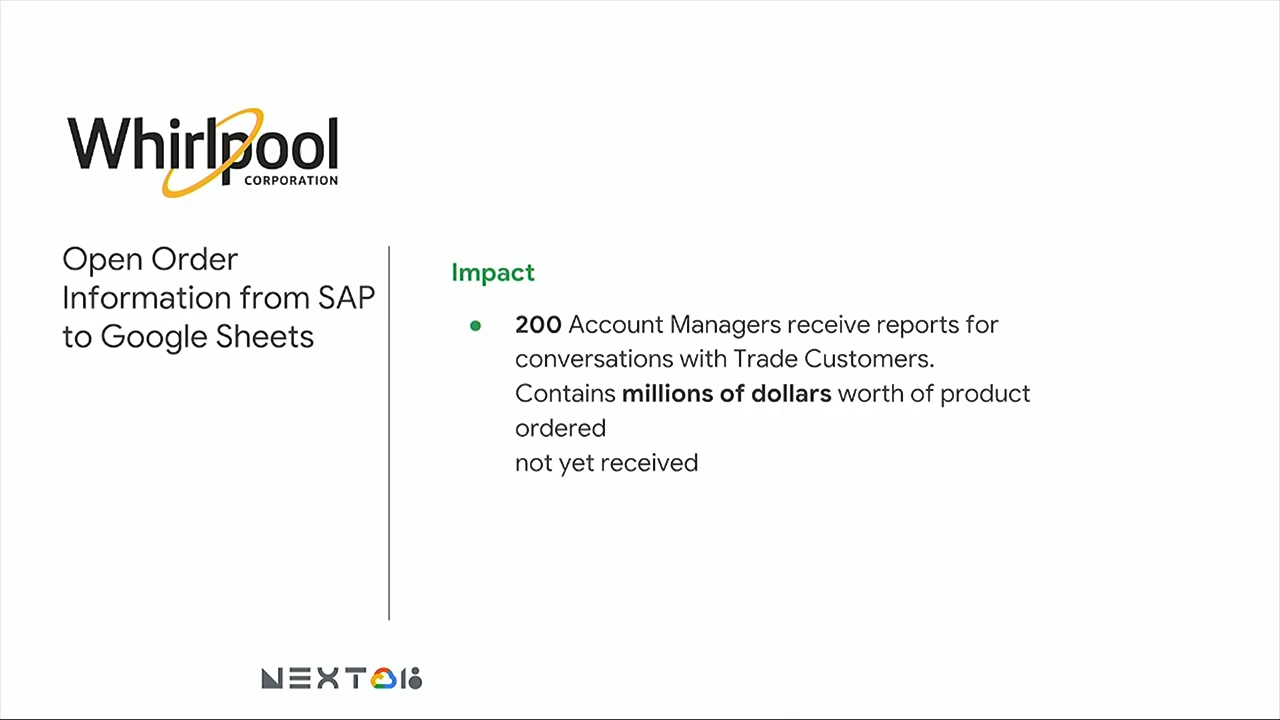 Whirlpool
CORPORATION
Open Order
Information from SAP
to Google Sheets
Impact
● 200 Account Managers receive reports for
conversations with Trade Customers.
Contains millions of dollars worth of product
ordered
not yet received
NEXT 18